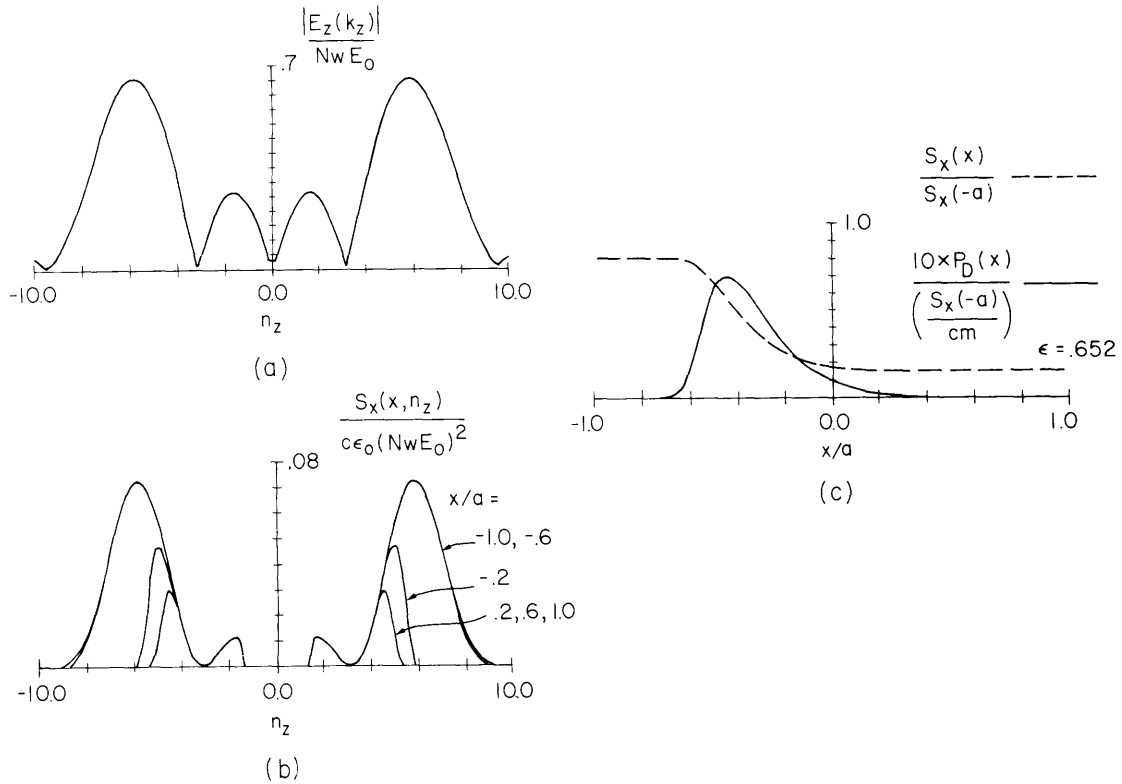 |E_z(k_z)|
NwE_0
.7
-10.0 0.0 10.0
n_z
(a)
S_x(x,n_z)
cϵ_0(NwE_0)^2
.08
x/a =
-1.0, -.6
-.2
.2,.6,1.0
-10.0 0.0 10.0
n_z
(b)
S_x(x)
S_x(-a)
1.0
10×P_D(x)
(S_x(-a)
cm)
ϵ=.652
-1.0 0.0 1.0
x/a
(c)